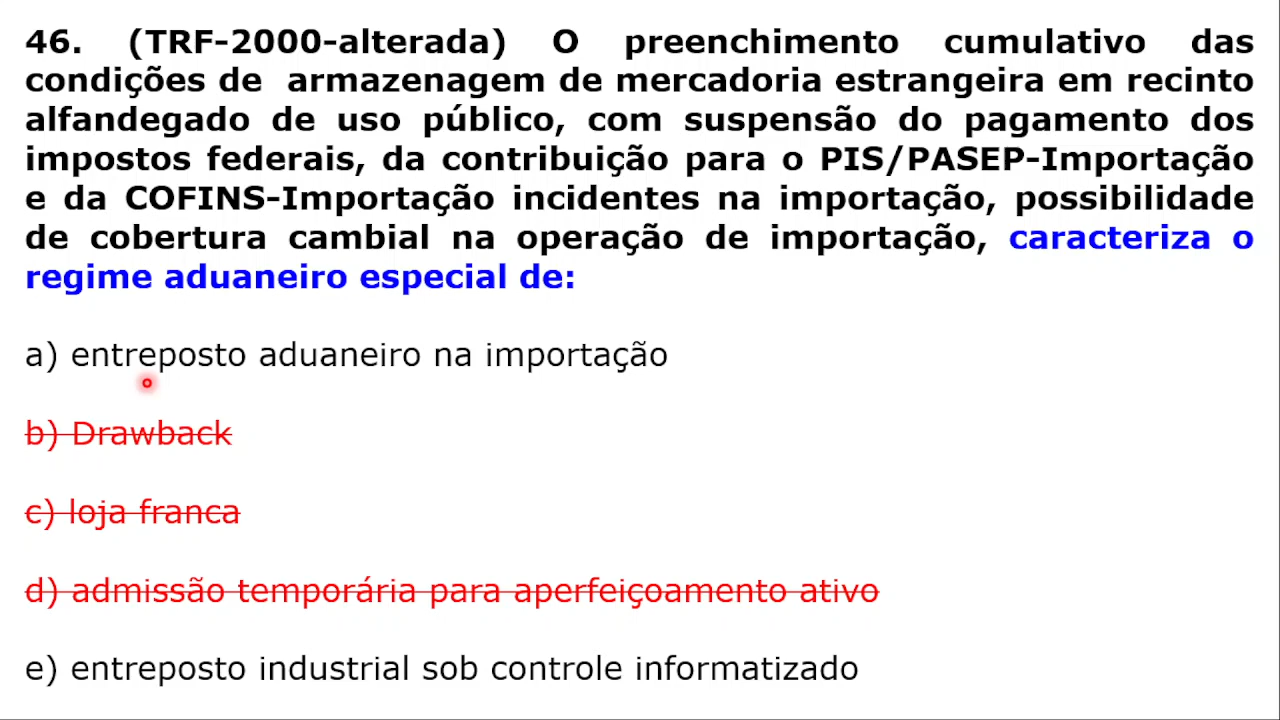 46. (TRF-2000-alterada) O preenchimento cumulativo das
condições de armazenagem de mercadoria estrangeira em recinto
alfandegado de uso público, com suspensão do pagamento dos
impostos federais, da contribuição para o PIS/PASEP-Importação
e da COFINS-Importação incidentes na importação, possibilidade
de cobertura cambial na operação de importação, caracteriza o
regime aduaneiro especial de:
a) entreposto aduaneiro na importação
b) Drawback
c) loja franca
d) admissão temporária para aperfeiçoamento ativo
e) entreposto industrial sob controle informatizado